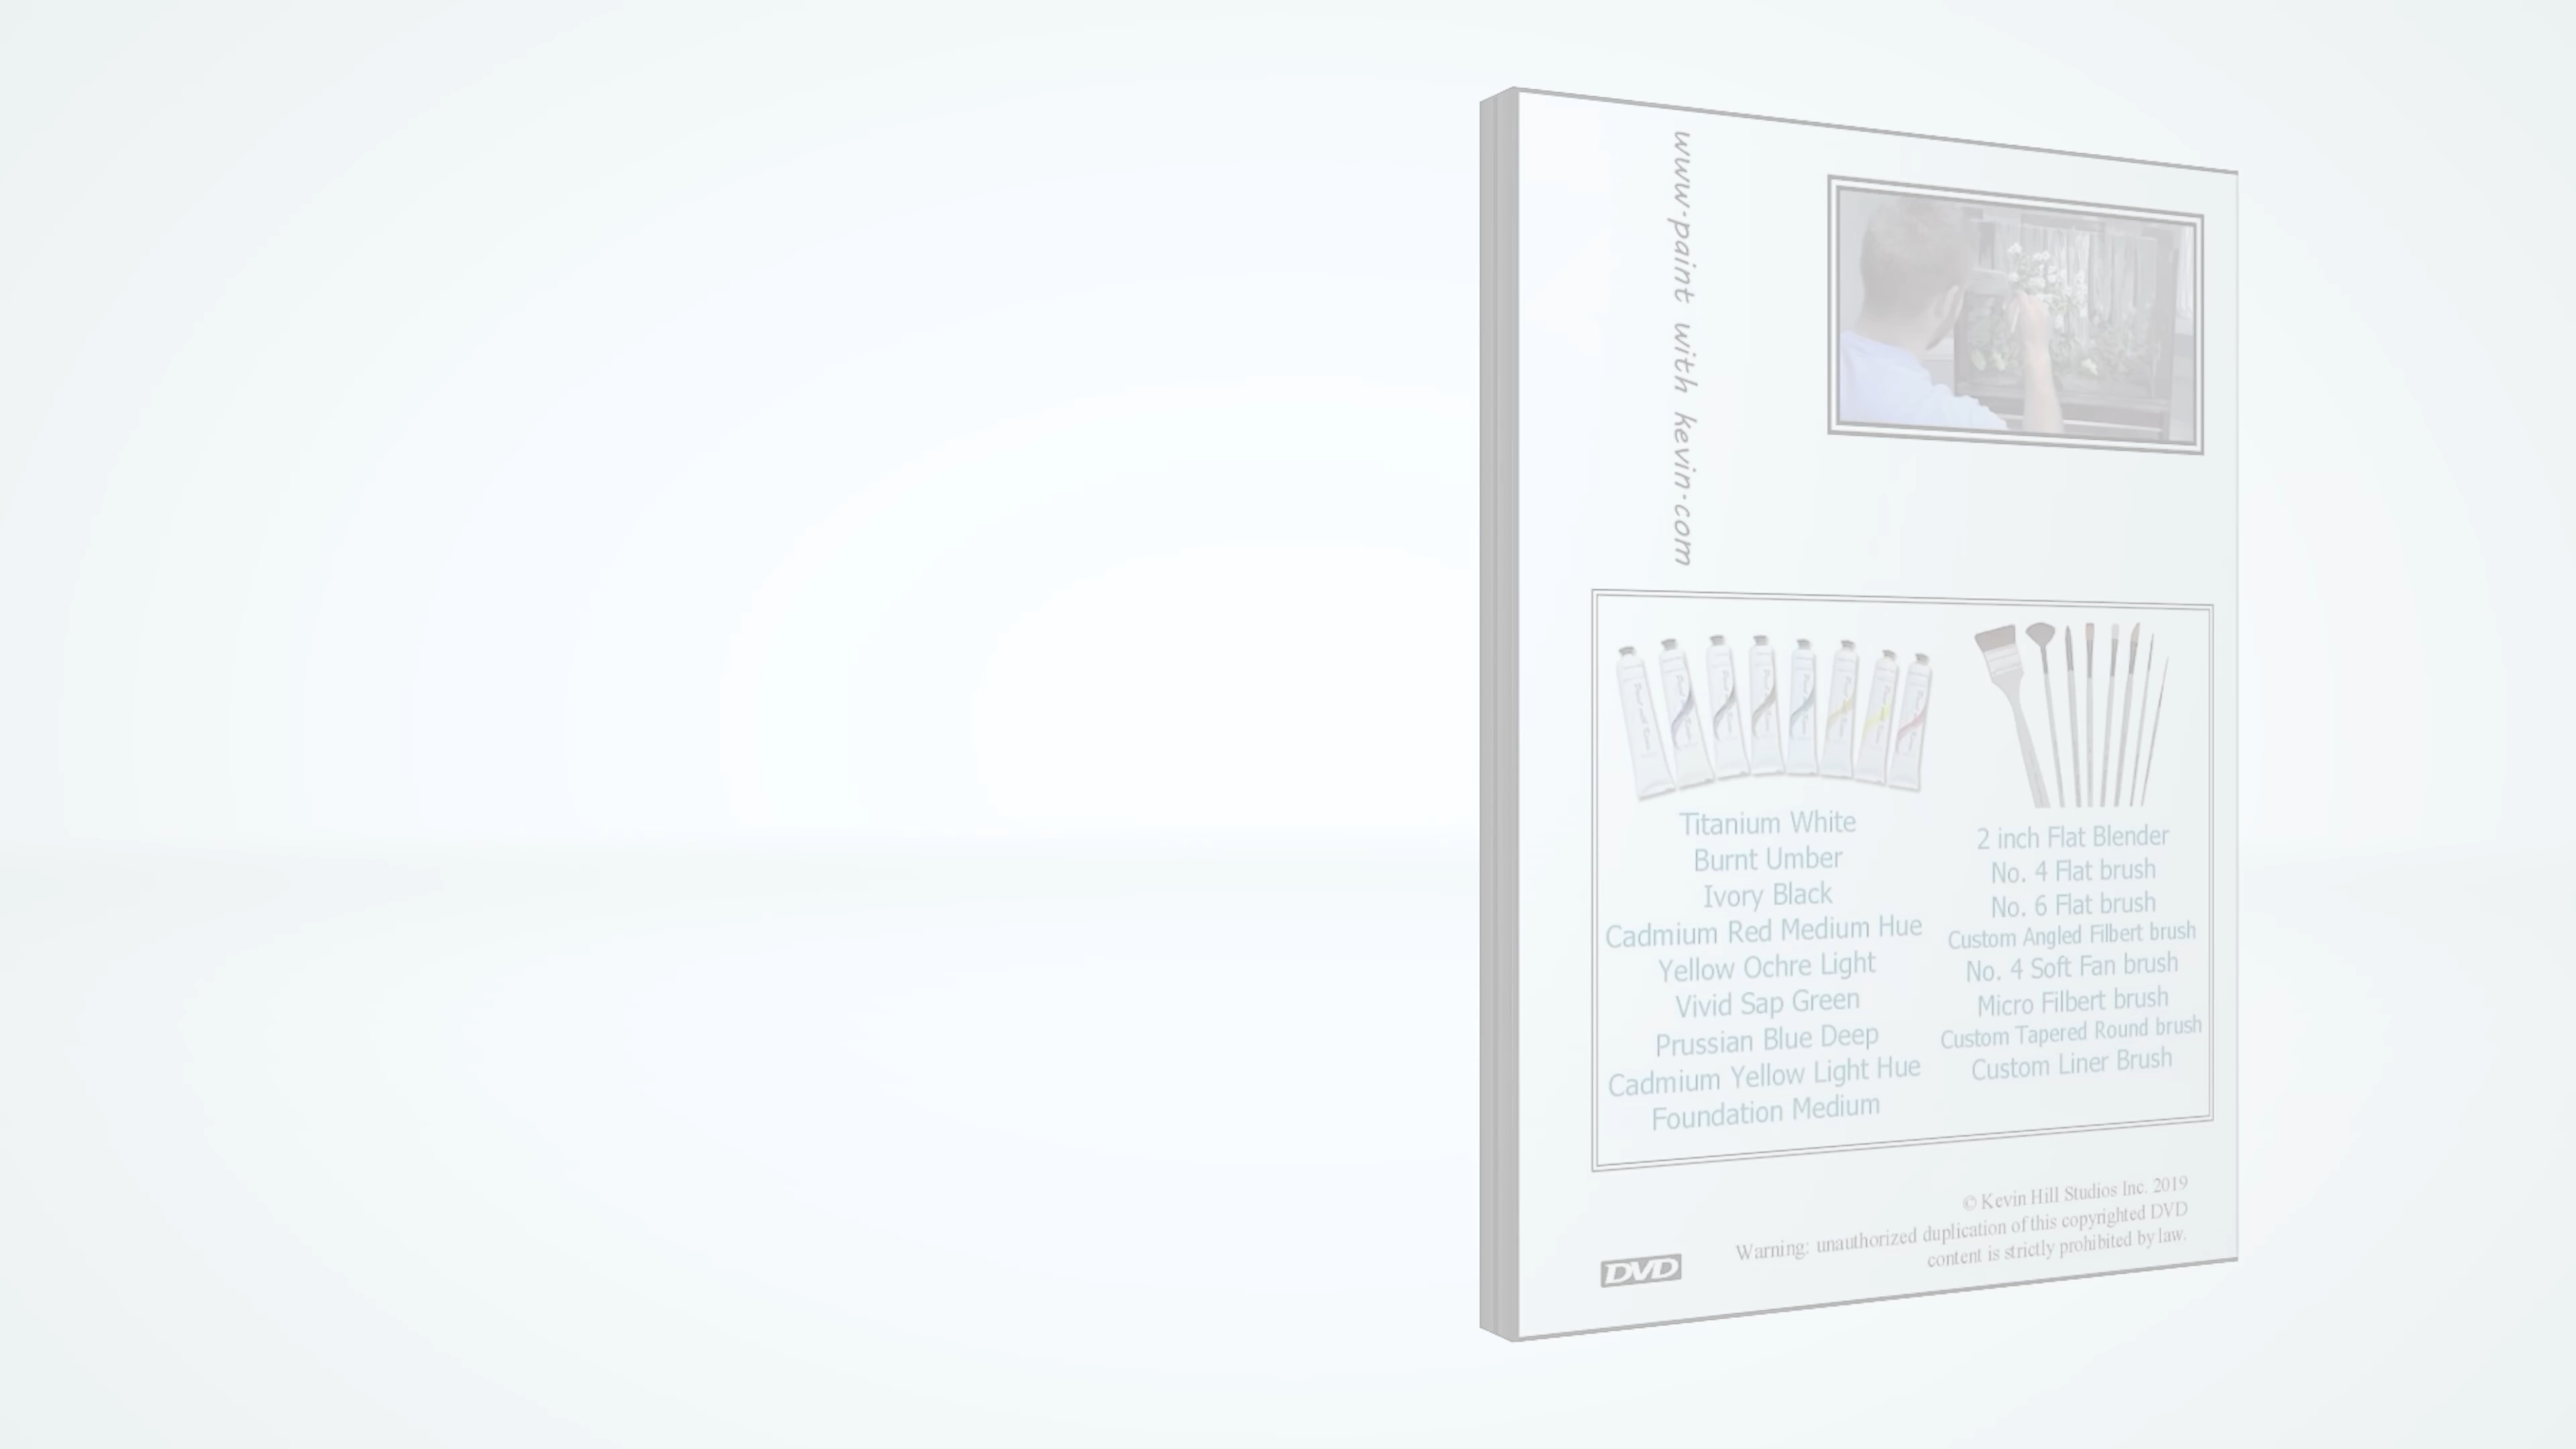 www.paint with kevin.com
Titanium White
Burnt Umber
Ivory Black
Cadmium Red Medium Hue
Yellow Ochre Light
Vivid Sap Green
Prussian Blue Deep
Cadmium Yellow Light Hue
Foundation Medium
2 inch Flat Blender
No. 4 Flat brush
No. 6 Flat brush
Custom Angled Filbert brush
No. 4 Soft Fan brush
Micro Filbert brush
Custom Tapered Round brush
Custom Liner Brush
© Kevin Hill Studios Inc. 2019
Warning: unauthorized duplication of this copyrighted DVD
content is strictly prohibited by law.
DVD